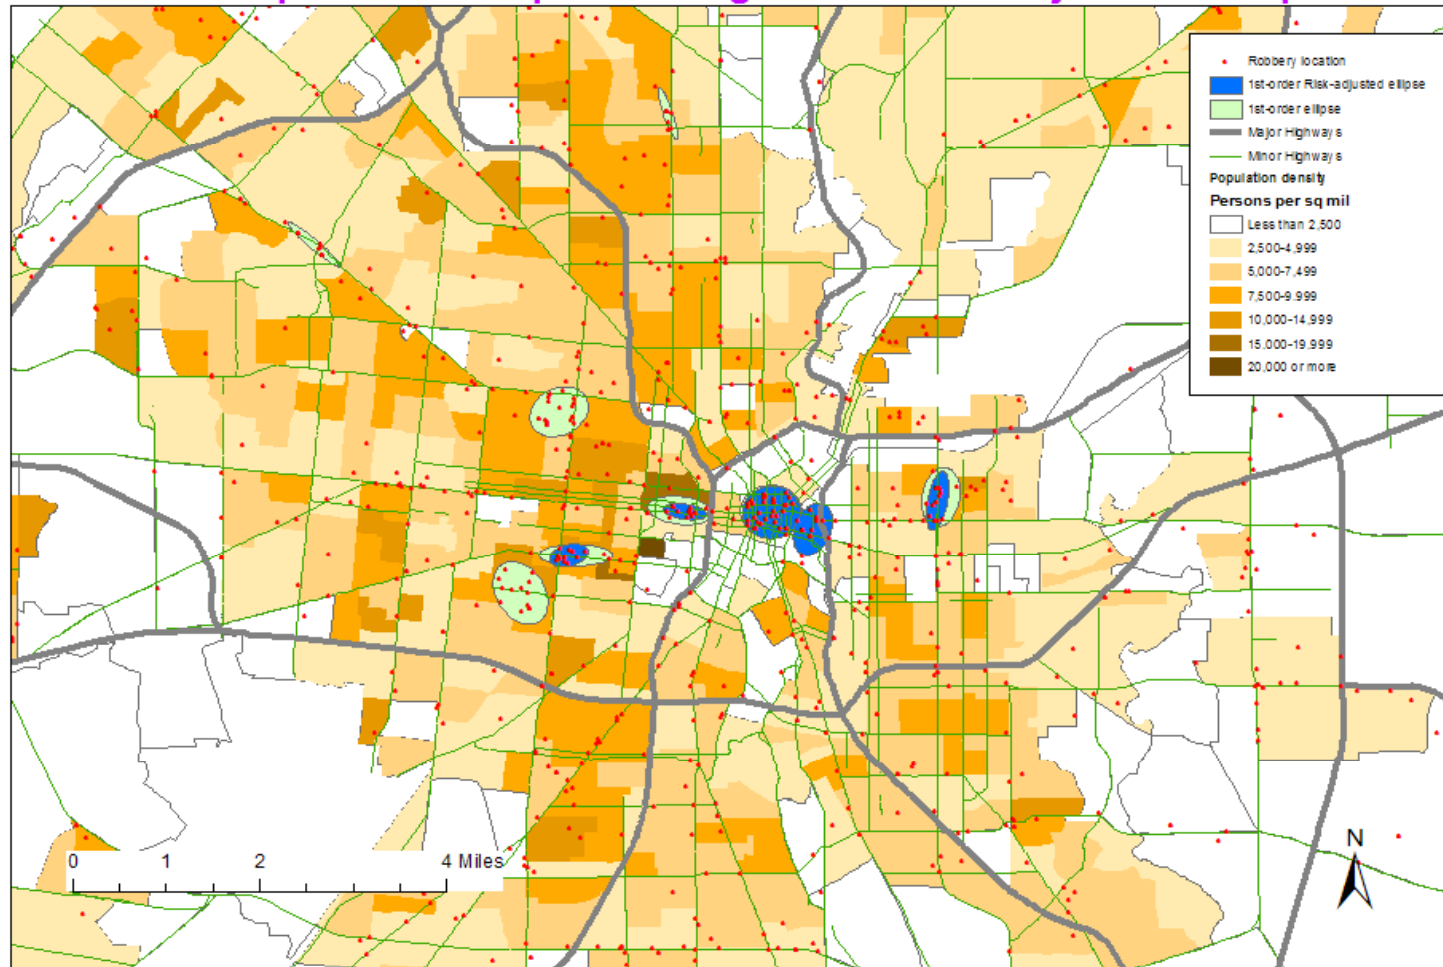 Robbery location
1st-order Risk-adjusted ellipse
1st-order ellipse
Major Highways
Minor Highways
Population density
Persons per sq mil
Less than 2,500
2,500-4,999
5,000-7,499
7,500-9.999
10,000-14,999
15,000-19.999
20,000 or more
0 1 2 4 Miles
N